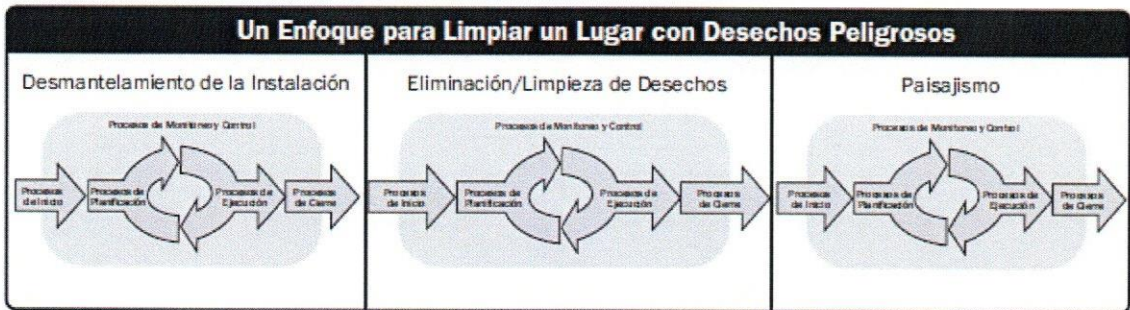 Un Enfoque para Limpiar un Lugar con Desechos Peligrosos
Desmantelamiento de la Instalación
Procesos de Monitoreo y Control
Procesos
de Inicio
Procesos de
Planificación
Procesos de
Ejecución
Procesos
de Cierre
Eliminación/Limpieza de Desechos
Procesos de Monitoreo y Control
Procesos
de Inicio
Procesos de
Planificación
Procesos de
Ejecución
Procesos
de Cierre
Paisajismo
Procesos de Monitoreo y Control
Procesos
de Inicio
Procesos de
Planificación
Procesos de
Ejecución
Procesos
de Cierre